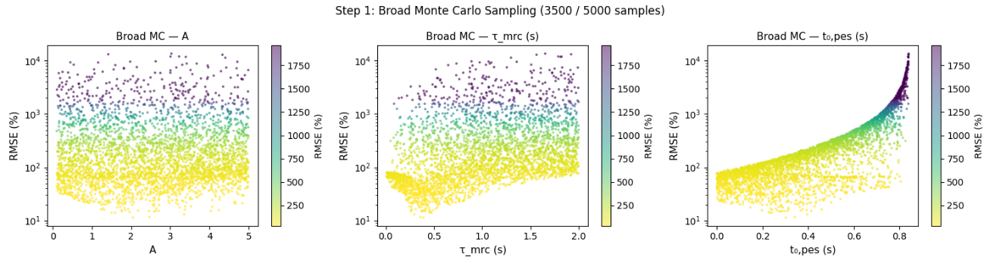 Step 1: Broad Monte Carlo Sampling (3500 / 5000 samples)
Broad MC — A
RMSE (%)
10⁴
10³
10²
10¹
0 1 2 3 4 5
A
1750
1500
1250
1000
750
500
250
RMSE (%)
Broad MC — τ_mrc (s)
RMSE (%)
10⁴
10³
10²
10¹
0.0 0.5 1.0 1.5 2.0
τ_mrc (s)
1750
1500
1250
1000
750
500
250
RMSE (%)
Broad MC — t₀,pes (s)
RMSE (%)
10⁴
10³
10²
10¹
0.0 0.2 0.4 0.6 0.8
t₀,pes (s)
1750
1500
1250
1000
750
500
250
RMSE (%)